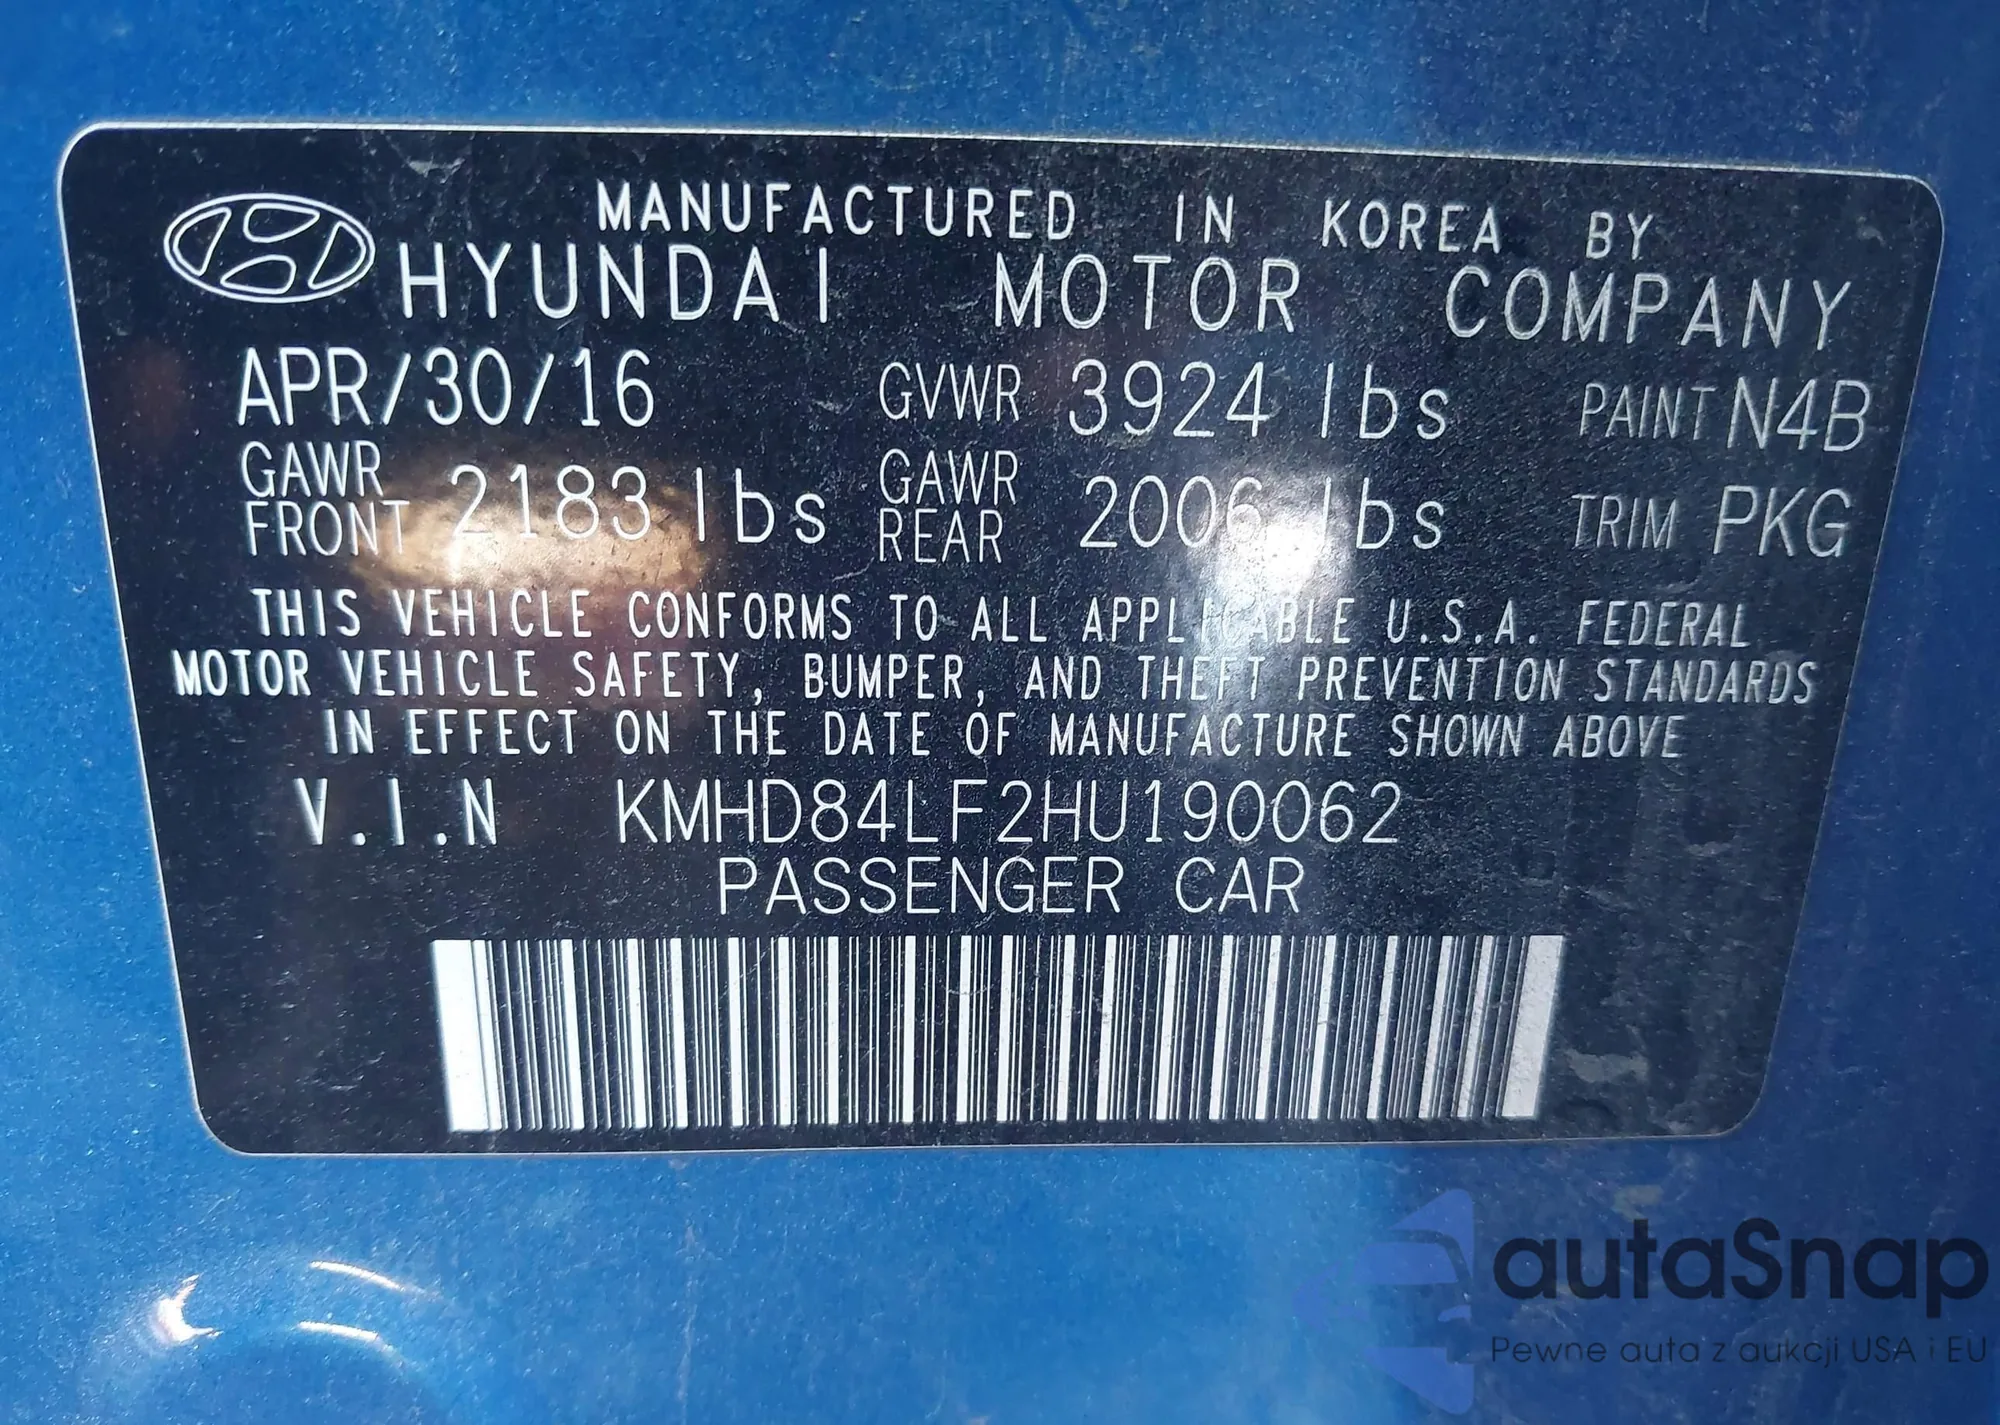 MANUFACTURED IN KOREA BY
HYUNDAI MOTOR COMPANY
APR/30/16 GVWR 3924 lbs PAINT N4B
GAWR FRONT 2183 lbs GAWR REAR 2006 lbs TRIM PKG
THIS VEHICLE CONFORMS TO ALL APPLICABLE U.S.A. FEDERAL
MOTOR VEHICLE SAFETY, BUMPER, AND THEFT PREVENTION STANDARDS
IN EFFECT ON THE DATE OF MANUFACTURE SHOWN ABOVE
V.I.N KMHD84LF2HU190062
PASSENGER CAR
autaSnap
Pewne auta z aukcji USA i EU